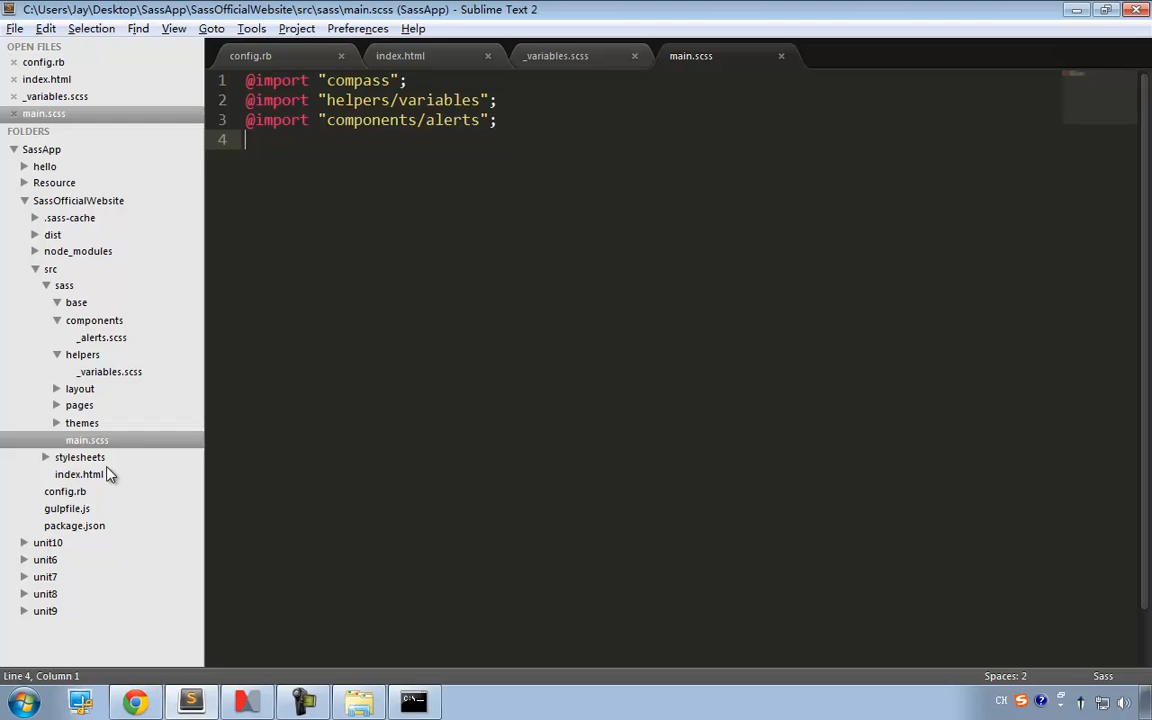 C:\Users\Jay\Desktop\SassApp\SassOfficialWebsite\src\sass\main.scss (SassApp) - Sublime Text 2
File Edit Selection Find View Goto Tools Project Preferences Help
OPEN FILES
config.rb
index.html
_variables.scss
main.scss
FOLDERS
SassApp
hello
Resource
SassOfficialWebsite
.sass-cache
dist
node_modules
src
sass
base
components
_alerts.scss
helpers
_variables.scss
layout
pages
themes
main.scss
stylesheets
index.html
config.rb
gulpfile.js
package.json
unit10
unit6
unit7
unit8
unit9
config.rb index.html _variables.scss main.scss
1 @import "compass";
2 @import "helpers/variables";
3 @import "components/alerts";
4
Line 4, Column 1 Spaces: 2 Sass
CH